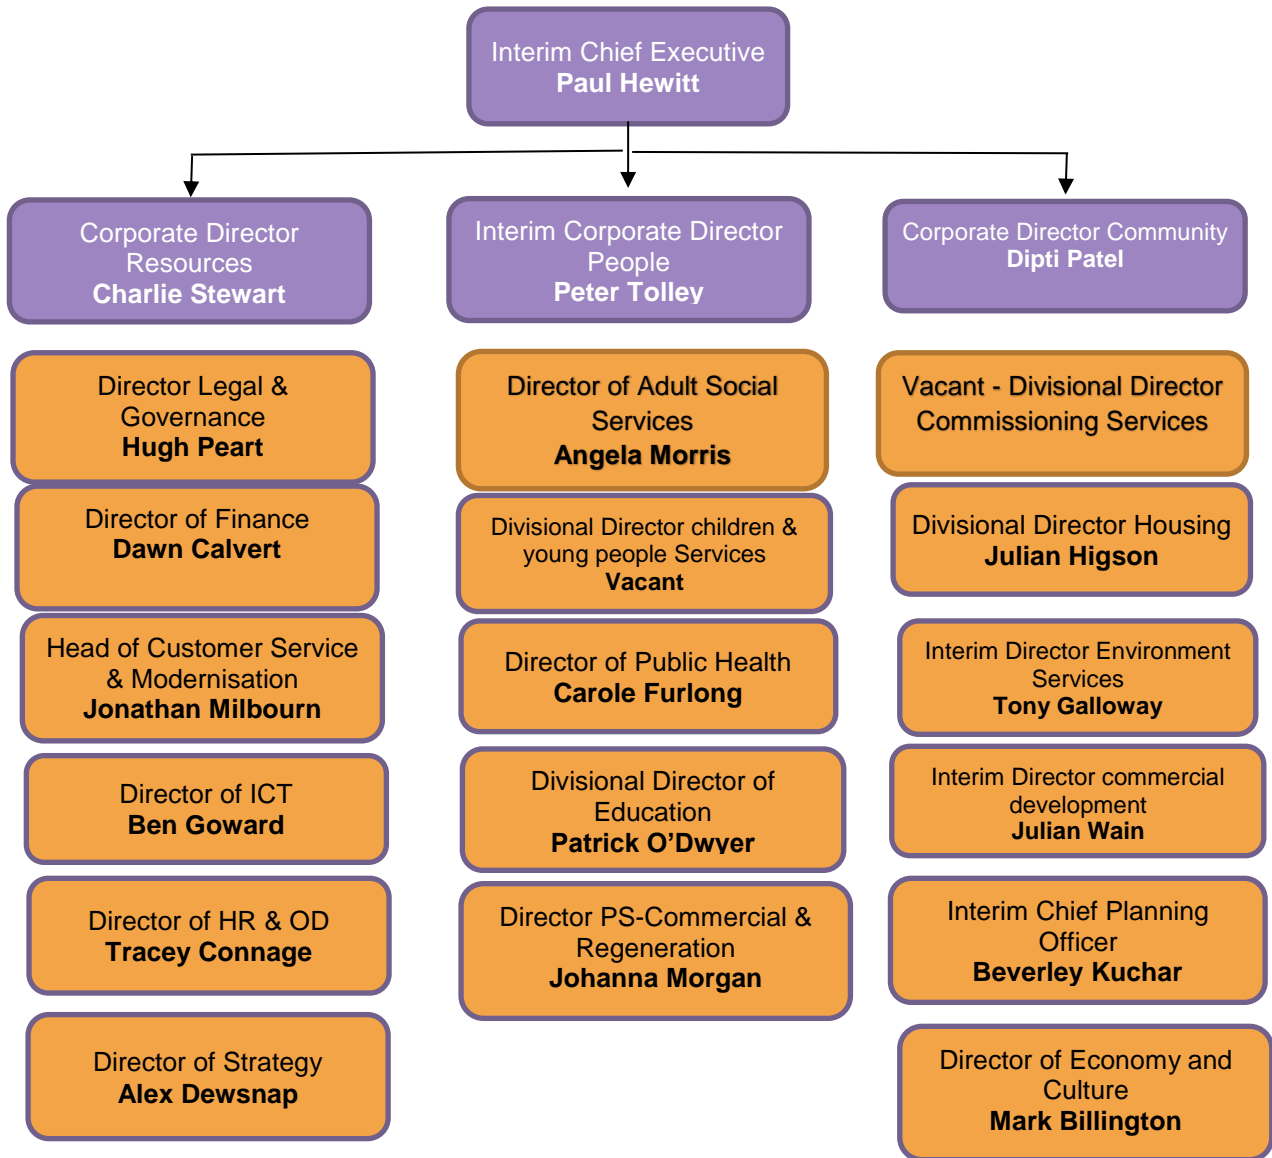 Interim Chief Executive
Paul Hewitt
Corporate Director
Resources
Charlie Stewart
Interim Corporate Director
People
Peter Tolley
Corporate Director Community
Dipti Patel
Director Legal &
Governance
Hugh Peart
Director of Finance
Dawn Calvert
Head of Customer Service
& Modernisation
Jonathan Milbourn
Director of ICT
Ben Goward
Director of HR & OD
Tracey Connage
Director of Strategy
Alex Dewsnap
Director of Adult Social
Services
Angela Morris
Divisional Director children &
young people Services
Vacant
Director of Public Health
Carole Furlong
Divisional Director of
Education
Patrick O’Dwyer
Director PS-Commercial &
Regeneration
Johanna Morgan
Vacant - Divisional Director
Commissioning Services
Divisional Director Housing
Julian Higson
Interim Director Environment
Services
Tony Galloway
Interim Director commercial
development
Julian Wain
Interim Chief Planning
Officer
Beverley Kuchar
Director of Economy and
Culture
Mark Billington